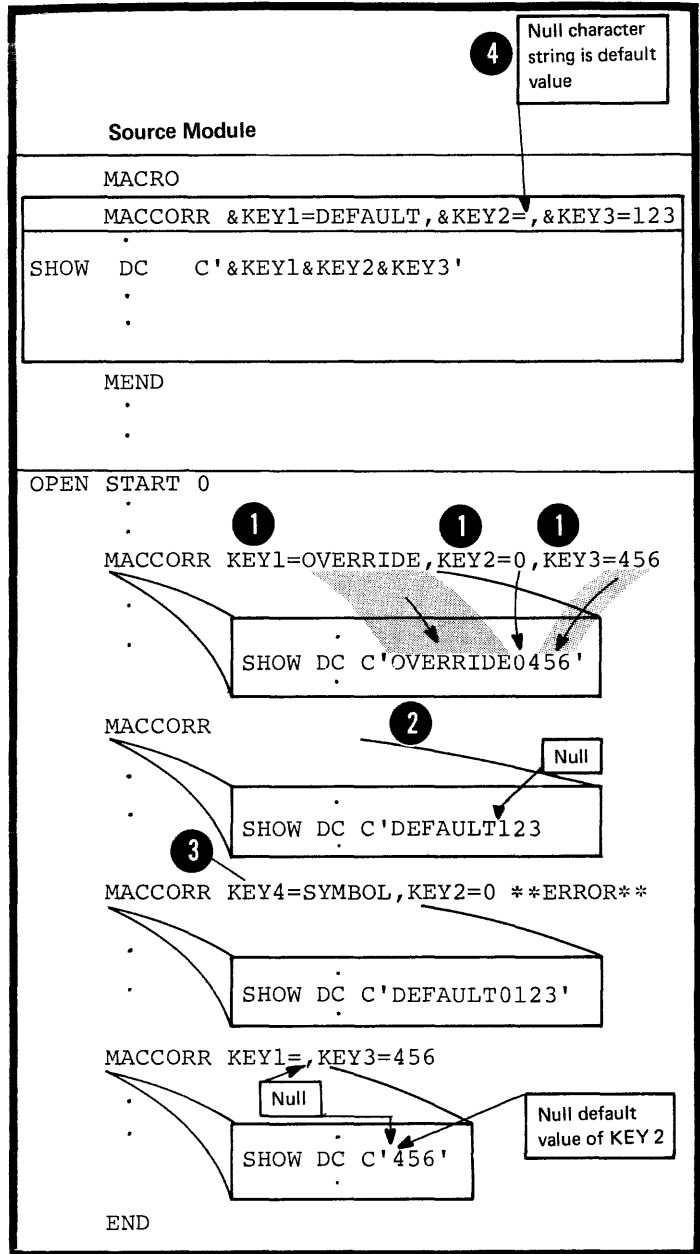 4
Null character
string is default
value
Source Module
MACRO
MACCORR &KEY1=DEFAULT,&KEY2=,&KEY3=123
.
SHOW DC C'&KEY1&KEY2&KEY3'
.
.
MEND
.
.
OPEN START 0
.
.
1 1 1
MACCORR KEY1=OVERRIDE,KEY2=0,KEY3=456
.
.
.
SHOW DC C'OVERRIDE0456'
.
MACCORR
2
Null
.
.
.
SHOW DC C'DEFAULT123
.
3
MACCORR KEY4=SYMBOL,KEY2=0 **ERROR**
.
.
.
SHOW DC C'DEFAULT0123'
.
MACCORR KEY1=,KEY3=456
Null
.
.
.
Null default
value of KEY 2
SHOW DC C'456'
.
END